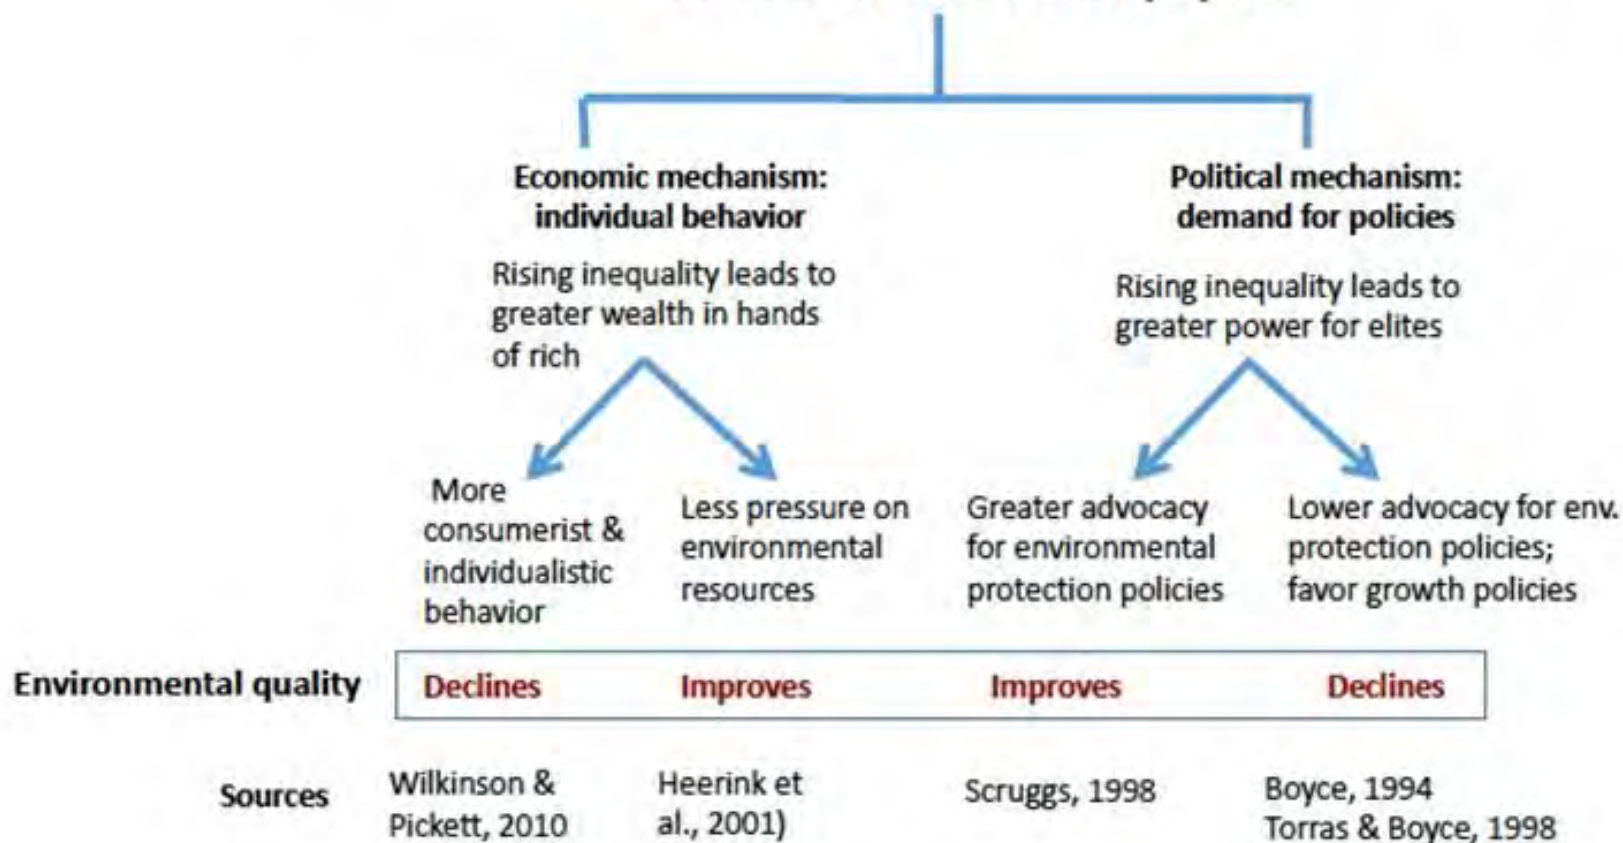 Economic mechanism:
individual behavior
Rising inequality leads to
greater wealth in hands
of rich
Political mechanism:
demand for policies
Rising inequality leads to
greater power for elites
More
consumerist &
individualistic
behavior
Less pressure on
environmental
resources
Greater advocacy
for environmental
protection policies
Lower advocacy for env.
protection policies;
favor growth policies
Environmental quality
Declines
Improves
Improves
Declines
Sources
Wilkinson &
Pickett, 2010
Heerink et
al., 2001)
Scruggs, 1998
Boyce, 1994
Torras & Boyce, 1998